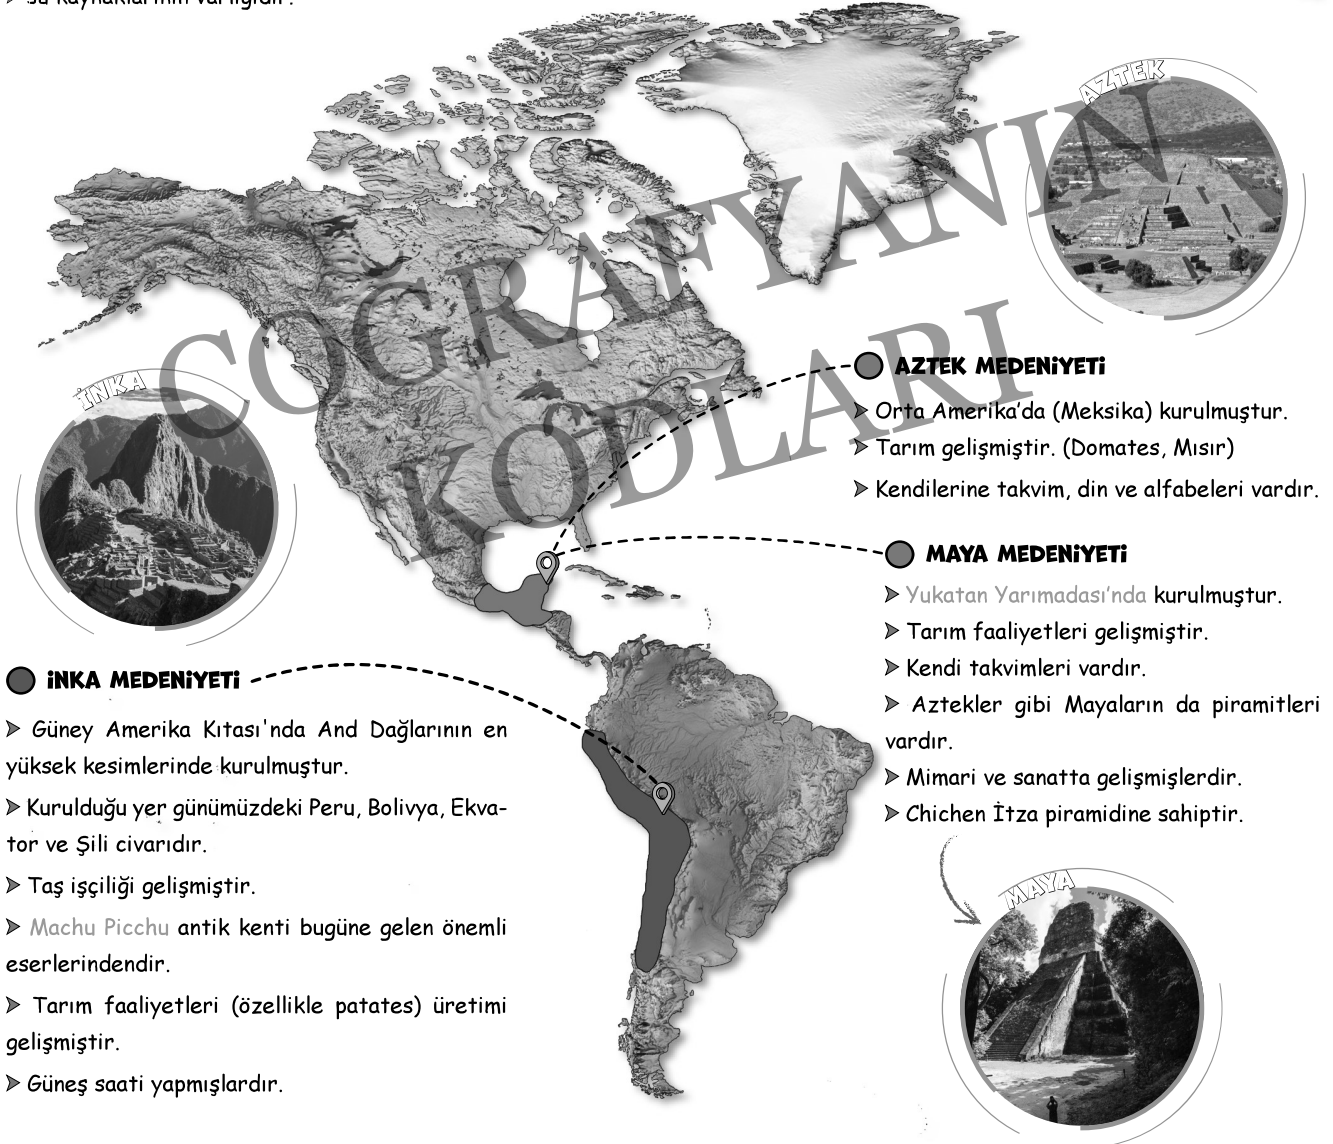 su kaynaklarının varlığıdır.
AZTEK
COĞRAFYANIN
KODLARI
İNKA
AZTEK MEDENİYETİ
➤ Orta Amerika’da (Meksika) kurulmuştur.
➤ Tarım gelişmiştir. (Domates, Mısır)
➤ Kendilerine takvim, din ve alfabeleri vardır.
MAYA MEDENİYETİ
➤ Yukatan Yarımadası’nda kurulmuştur.
➤ Tarım faaliyetleri gelişmiştir.
➤ Kendi takvimleri vardır.
➤ Aztekler gibi Mayaların da piramitleri
vardır.
➤ Mimari ve sanatta gelişmişlerdir.
➤ Chichen İtza piramidine sahiptir.
MAYA
İNKA MEDENİYETİ
➤ Güney Amerika Kıtası'nda And Dağlarının en
yüksek kesimlerinde kurulmuştur.
➤ Kurulduğu yer günümüzdeki Peru, Bolivya, Ekva-
tor ve Şili civarıdır.
➤ Taş işçiliği gelişmiştir.
➤ Machu Picchu antik kenti bugüne gelen önemli
eserlerindendir.
➤ Tarım faaliyetleri (özellikle patates) üretimi
gelişmiştir.
➤ Güneş saati yapmışlardır.